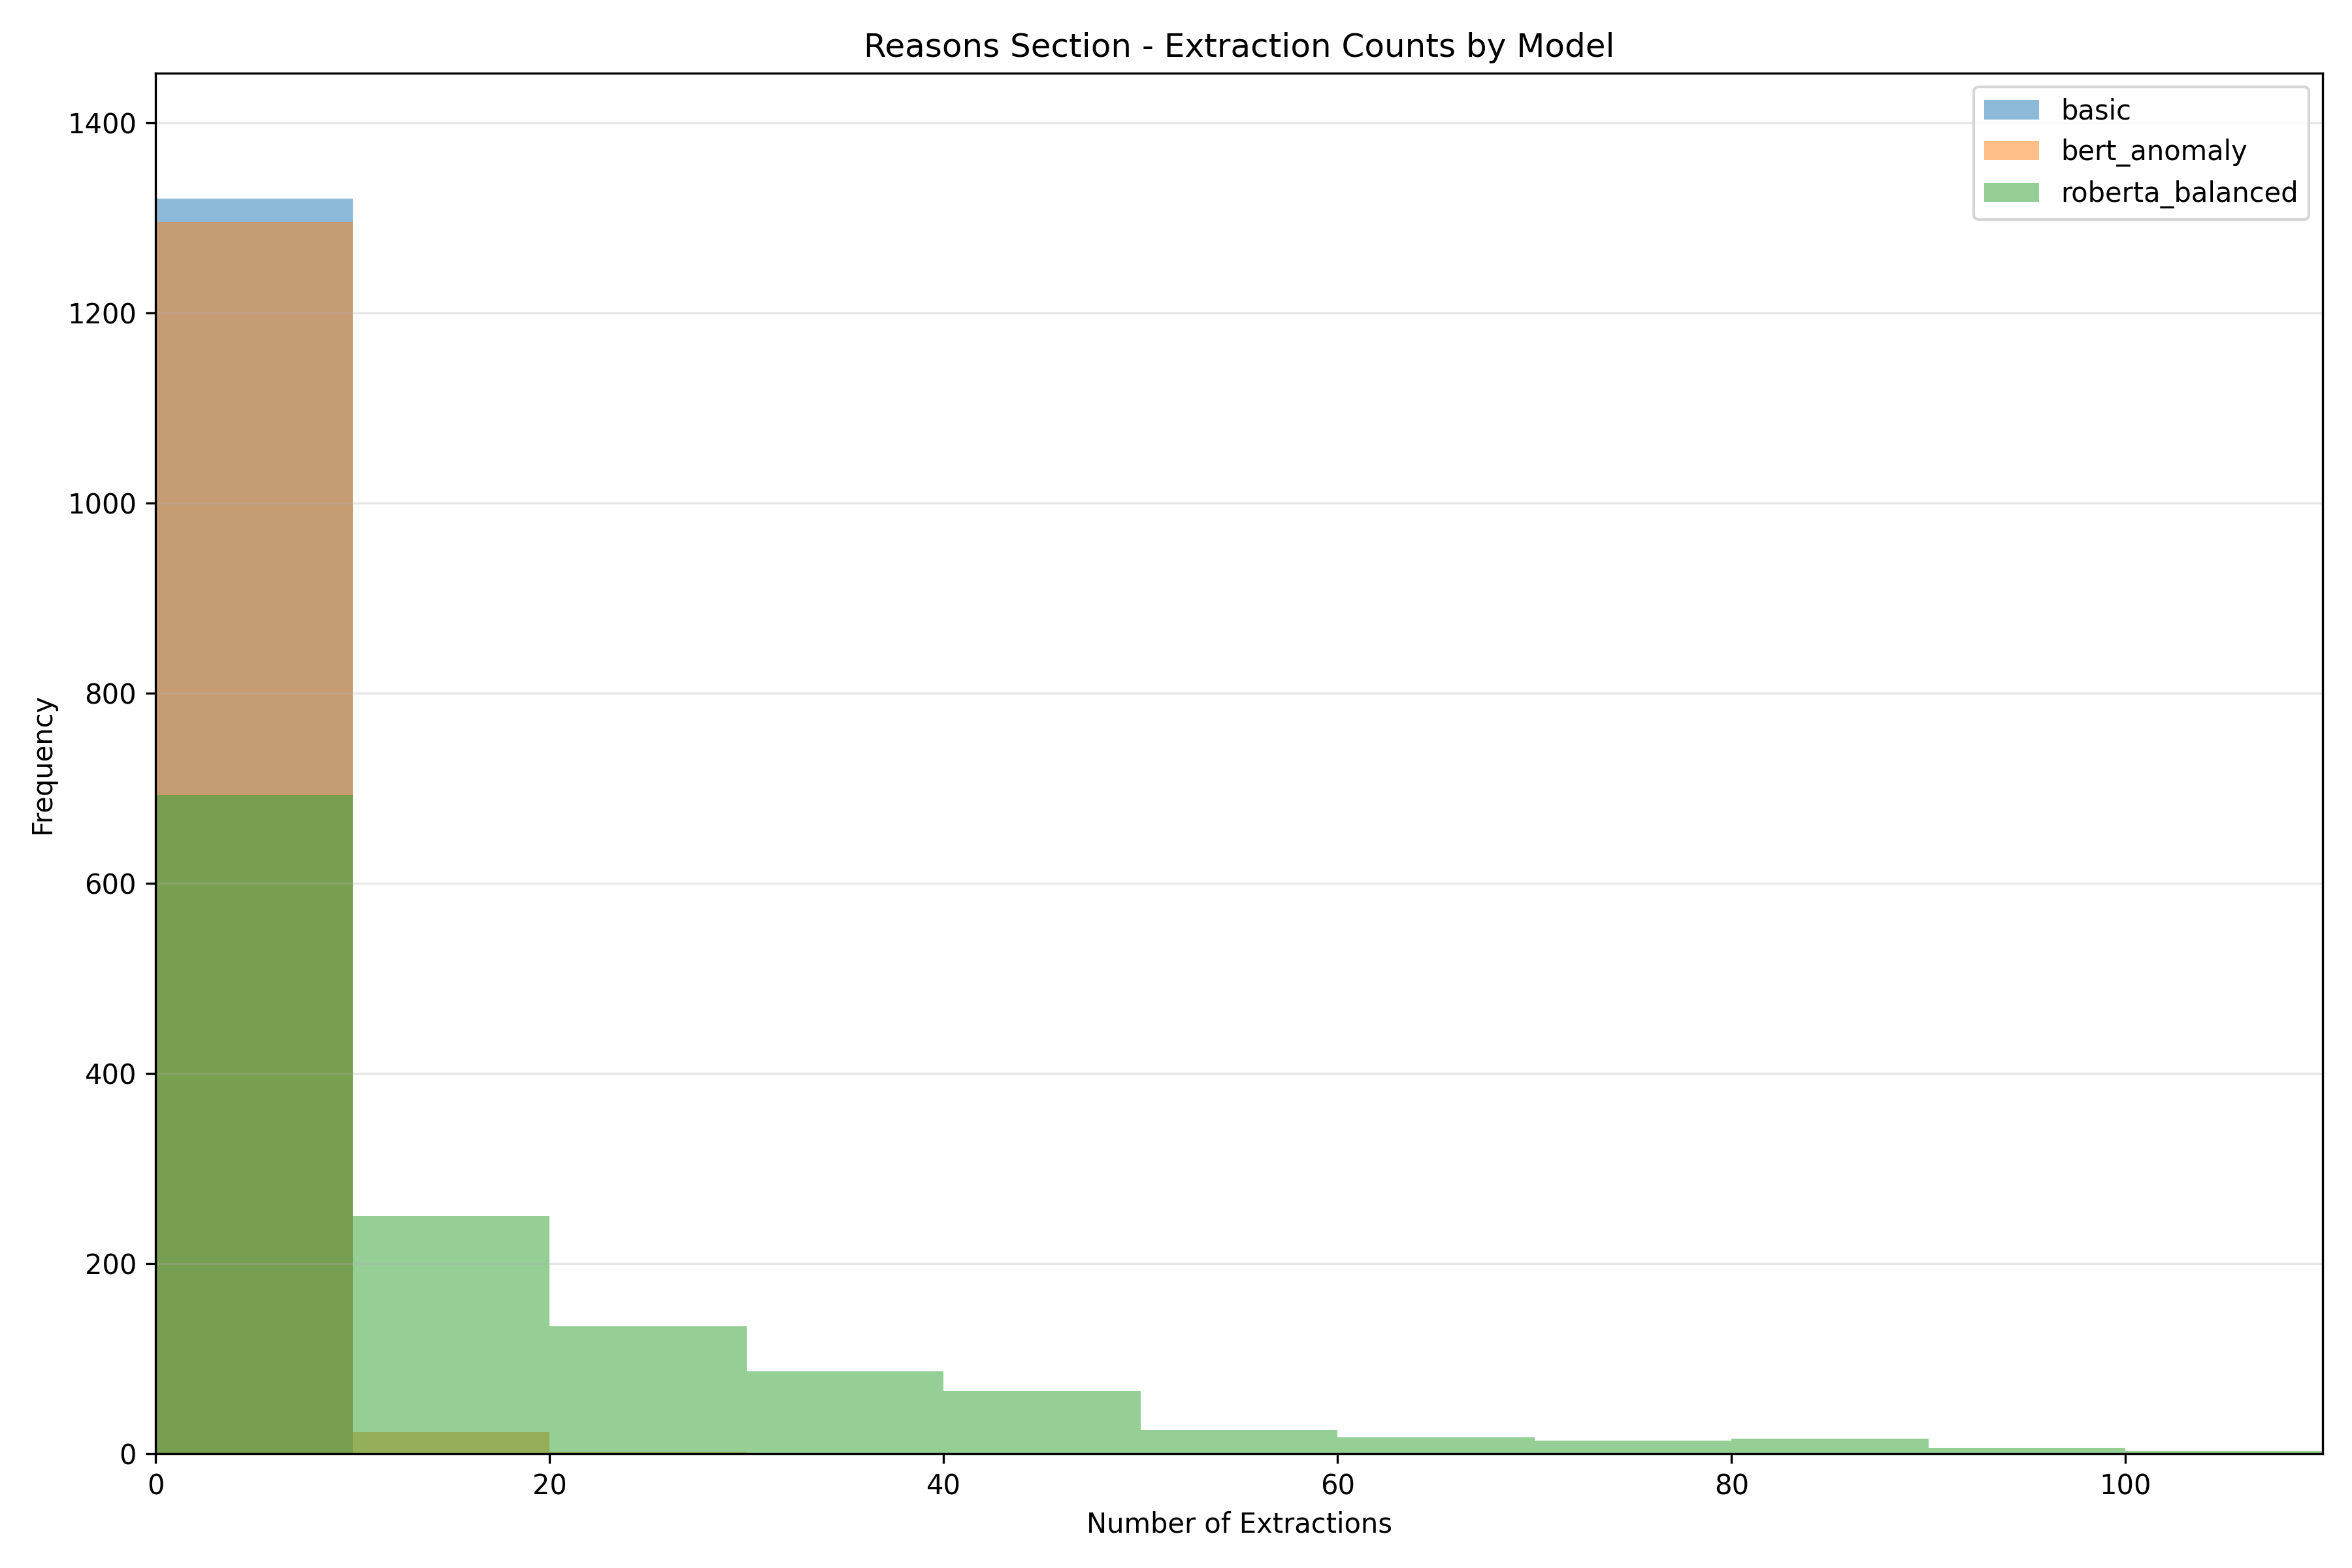 Reasons Section - Extraction Counts by Model
basic
bert_anomaly
roberta_balanced
Frequency
1400
1200
1000
800
600
400
200
0
0 20 40 60 80 100
Number of Extractions